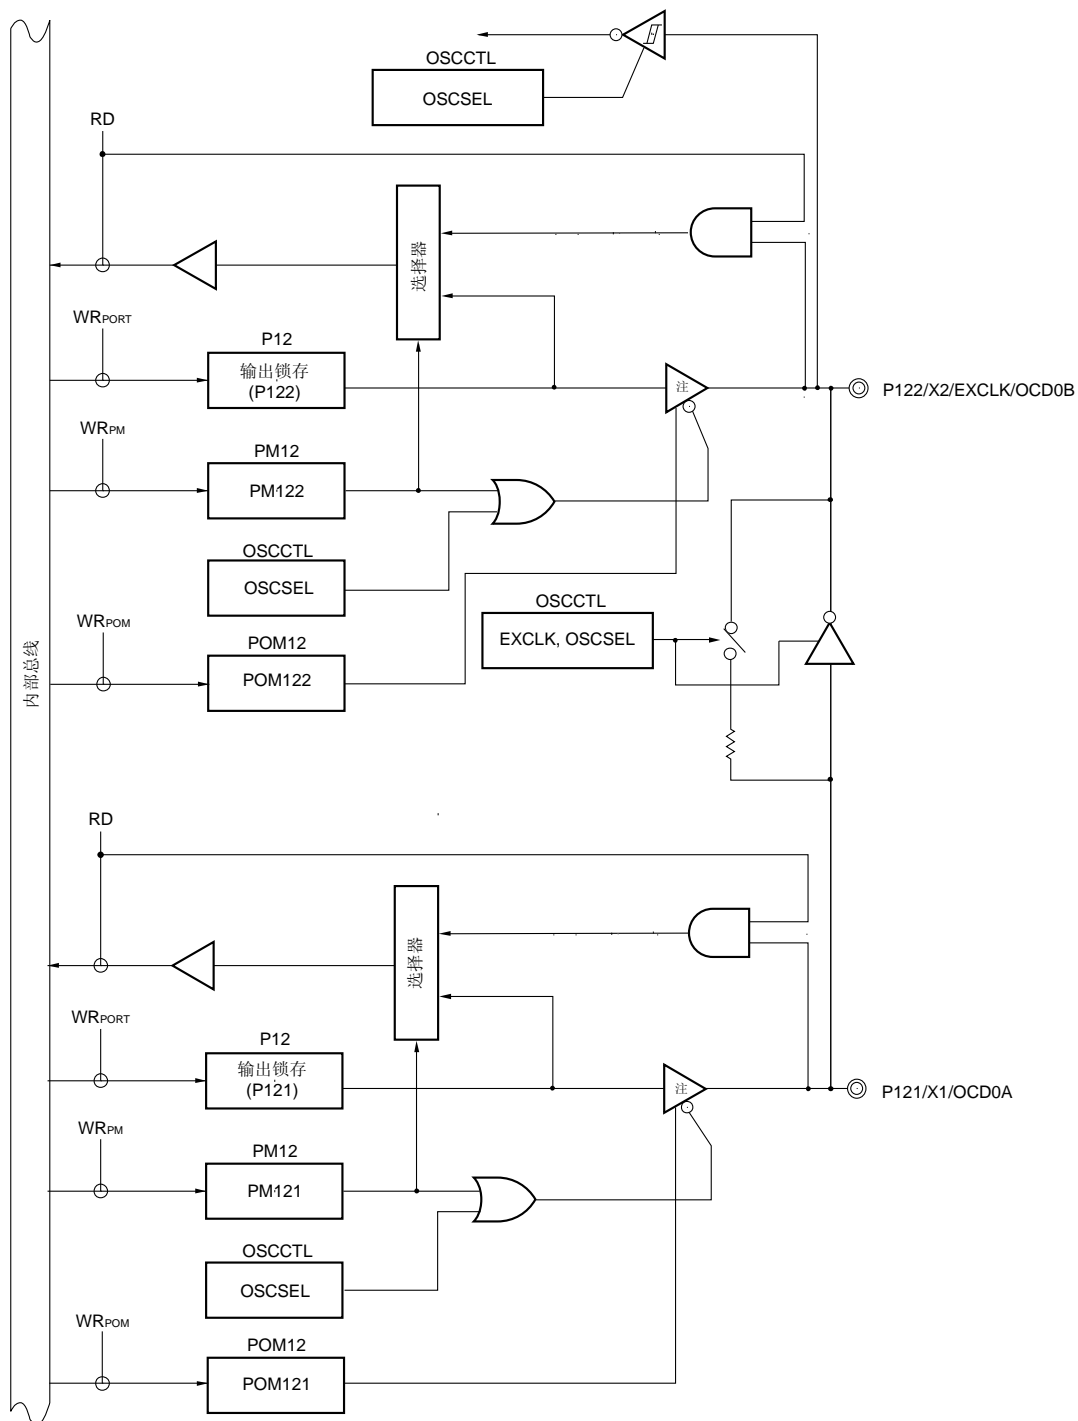 OSCCTL
OSCSEL
RD
选择器
WRPORT
P12
输出锁存
(P122)
注
P122/X2/EXCLK/OCD0B
WRPM
PM12
PM122
OSCCTL
OSCSEL
OSCCTL
EXCLK, OSCSEL
WRPOM
POM12
POM122
内部总线
RD
选择器
WRPORT
P12
输出锁存
(P121)
注
P121/X1/OCD0A
WRPM
PM12
PM121
OSCCTL
OSCSEL
WRPOM
POM12
POM121